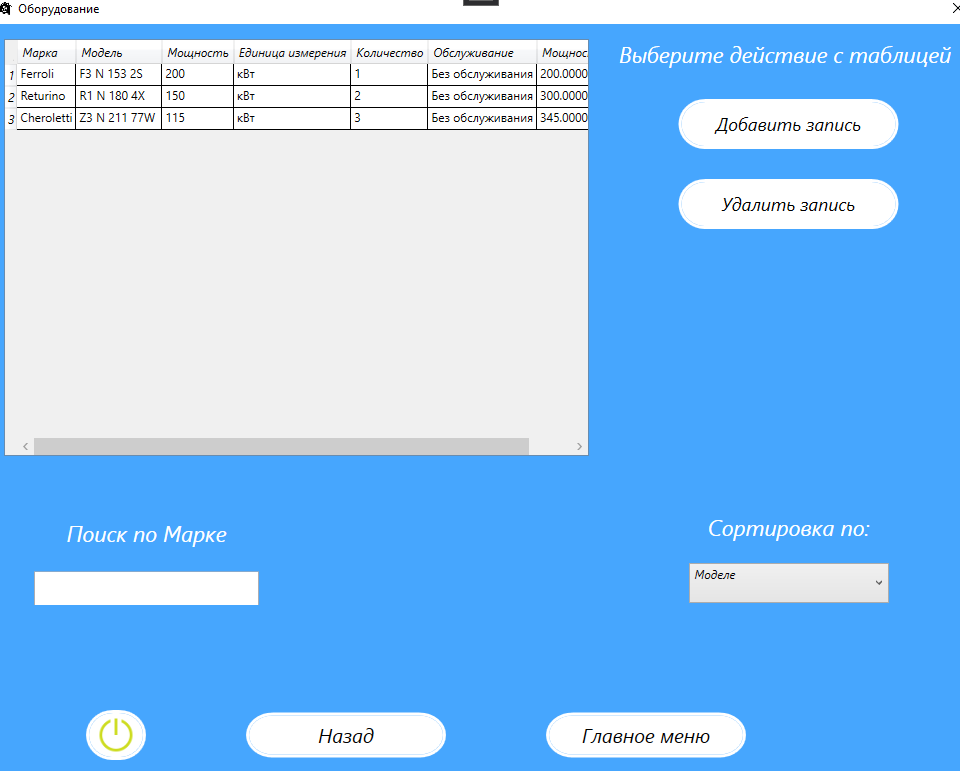 Оборудование
Марка Модель Мощность Единица измерения Количество Обслуживание Мощнос
1 Ferroli F3 N 153 2S 200 кВт 1 Без обслуживания 200.0000
2 Returino R1 N 180 4X 150 кВт 2 Без обслуживания 300.0000
3 Cheroletti Z3 N 211 77W 115 кВт 3 Без обслуживания 345.0000
Выберите действие с таблицей
Добавить запись
Удалить запись
Поиск по Марке
Сортировка по:
Моделе
Назад
Главное меню